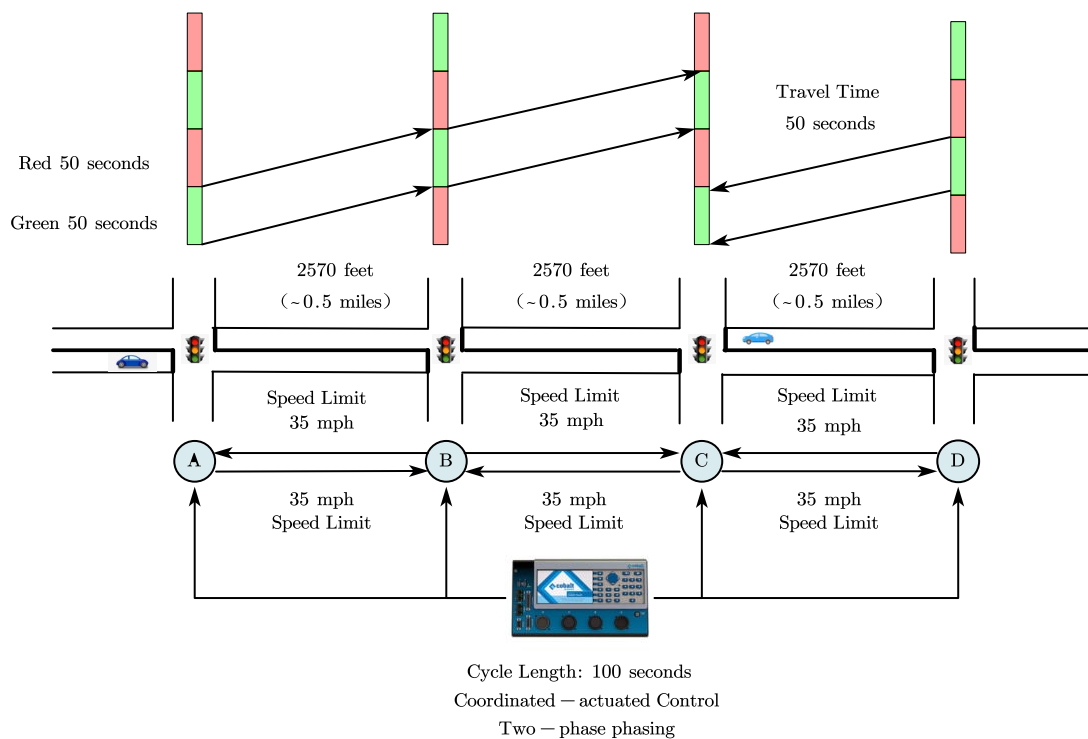 Travel Time
50 seconds
Red 50 seconds
Green 50 seconds
2570 feet
(~0.5 miles)
2570 feet
(~0.5 miles)
2570 feet
(~0.5 miles)
Speed Limit
35 mph
Speed Limit
35 mph
Speed Limit
35 mph
A
B
C
D
35 mph
Speed Limit
35 mph
Speed Limit
35 mph
Speed Limit
cobalt
Cycle Length: 100 seconds
Coordinated – actuated Control
Two – phase phasing